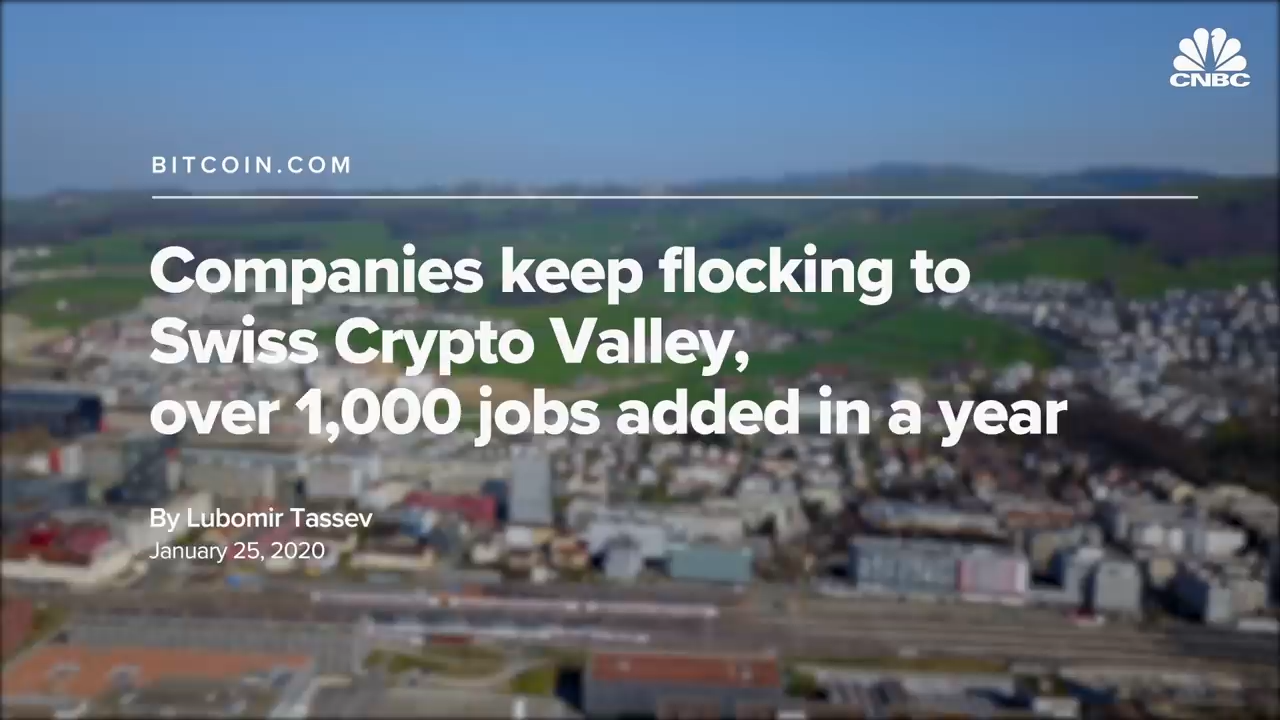 CNBC
BITCOIN.COM
Companies keep flocking to
Swiss Crypto Valley,
over 1,000 jobs added in a year
By Lubomir Tassev
January 25, 2020